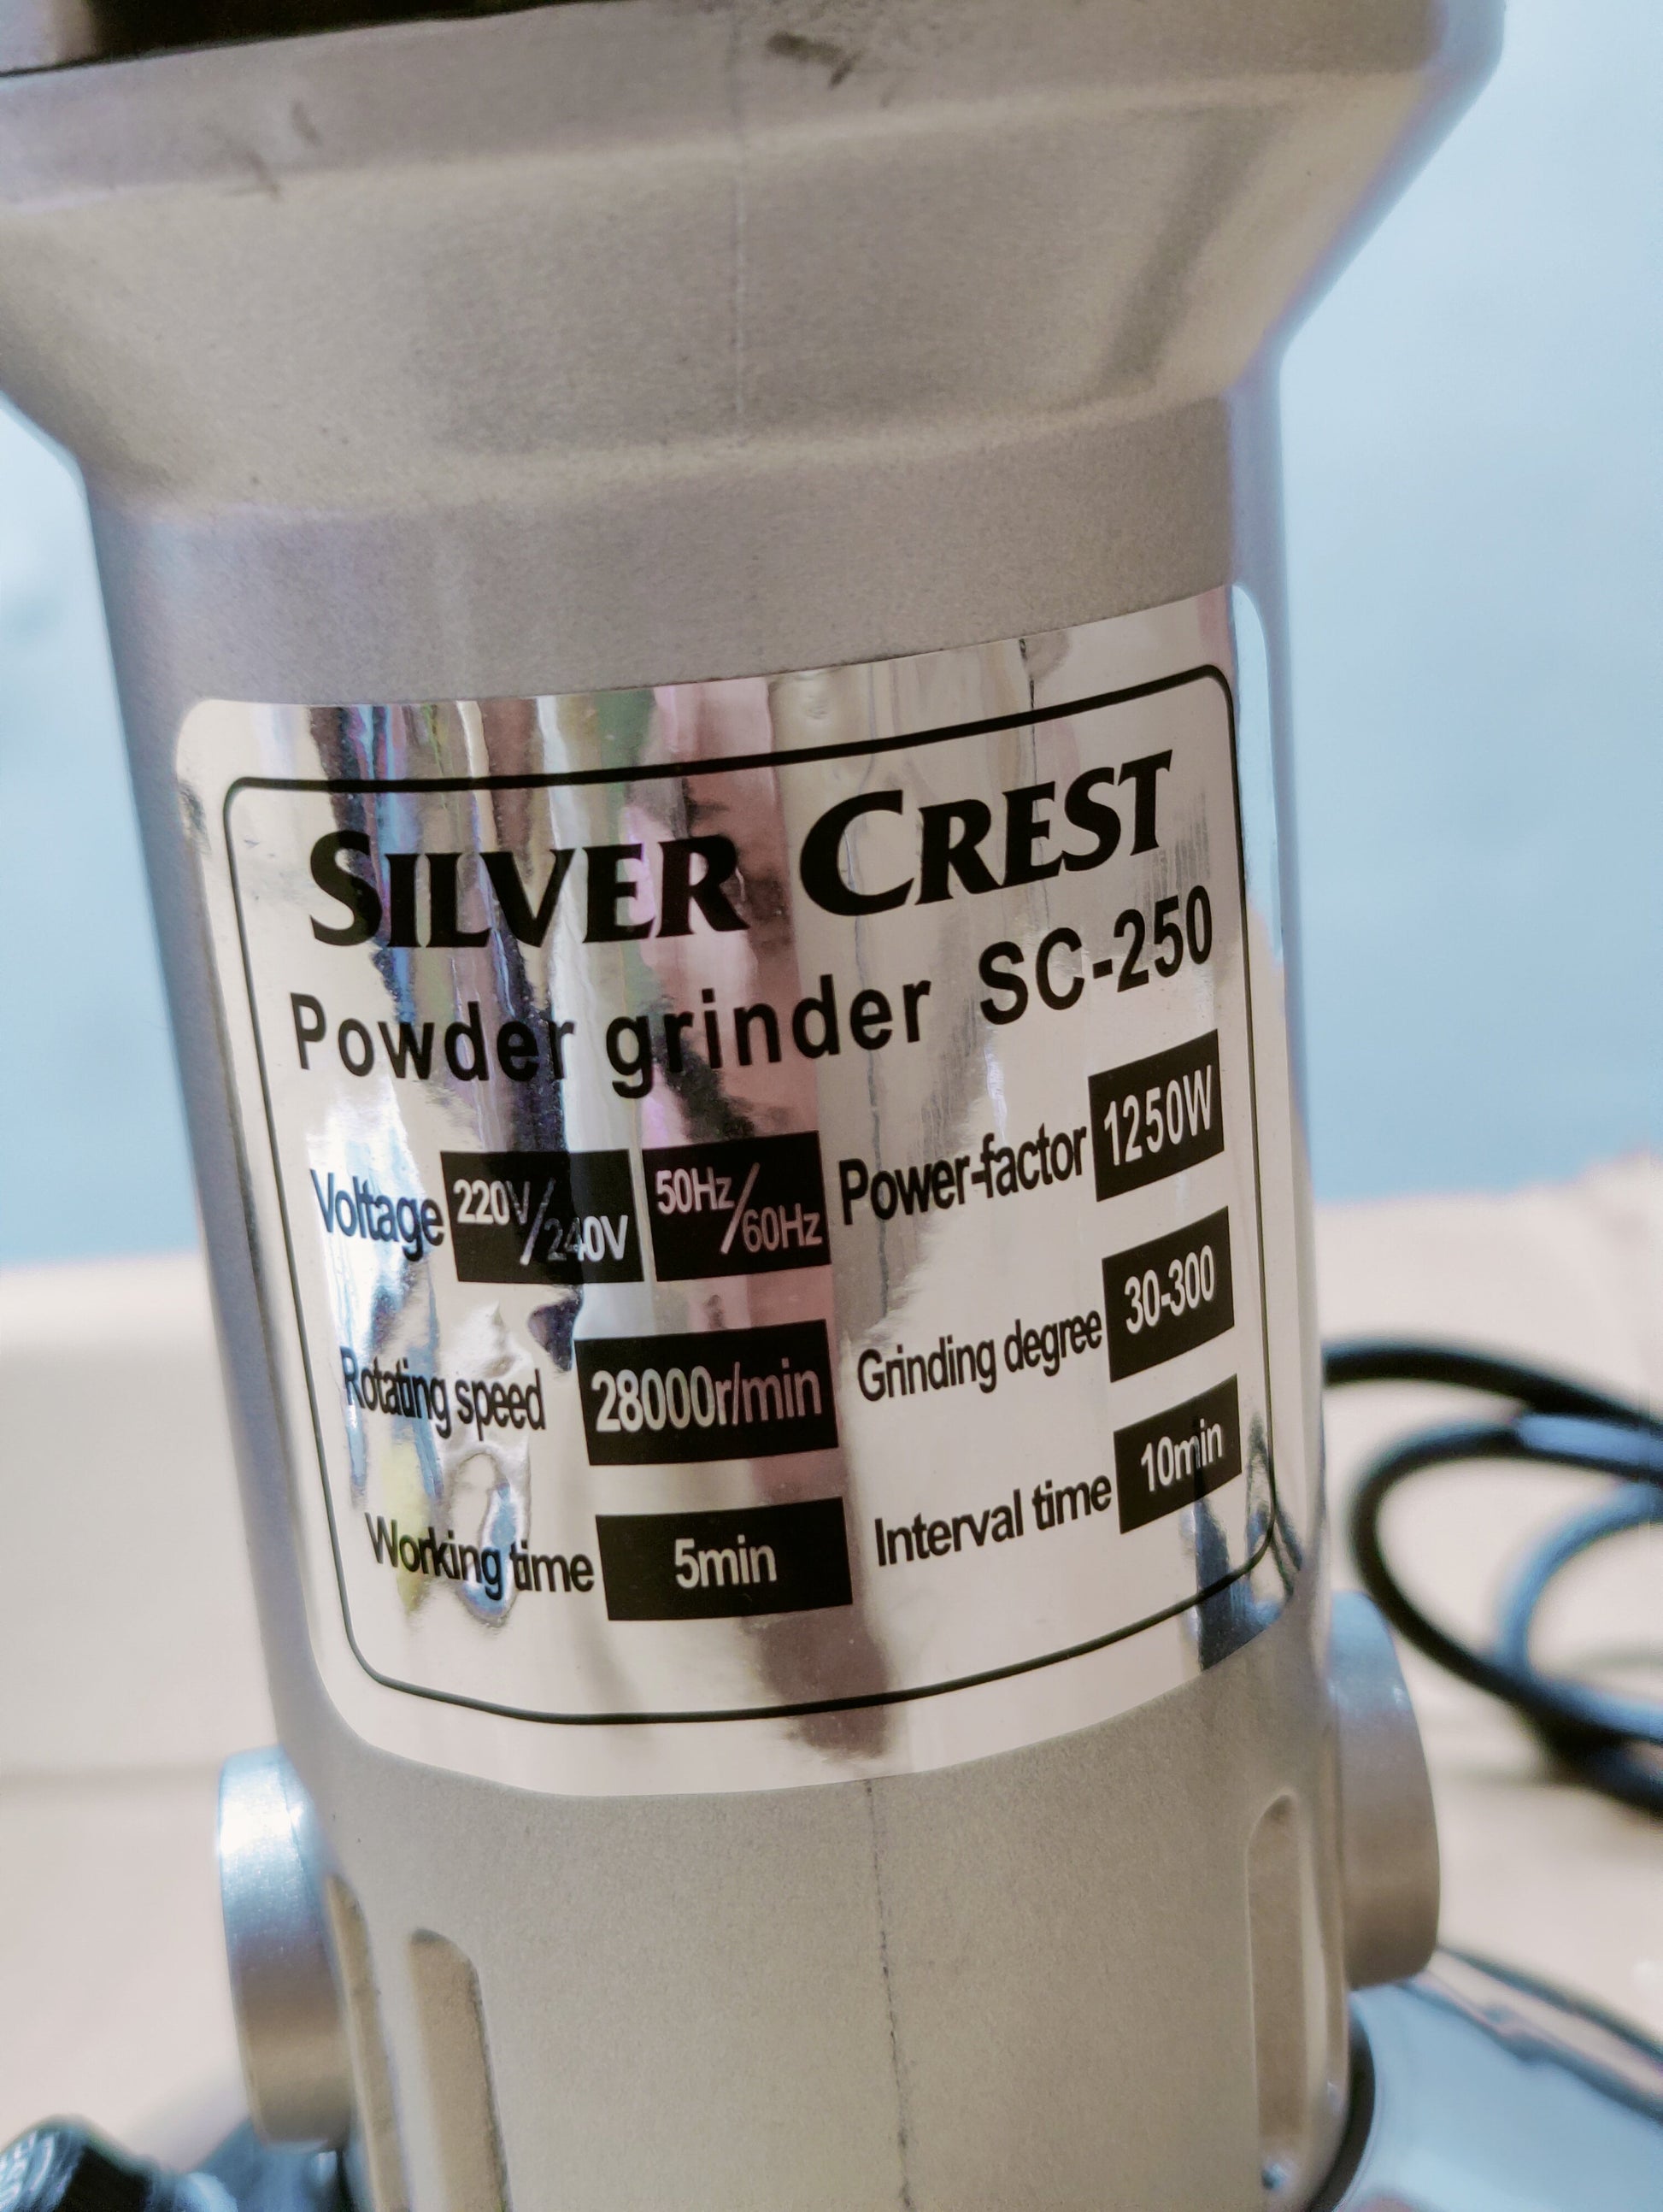 SILVER CREST
Powder grinder SC-250
Voltage 220V/240V 50Hz/60Hz Power-factor 1250W
Rotating speed 28000r/min Grinding degree 30-300
Working time 5min Interval time 10min